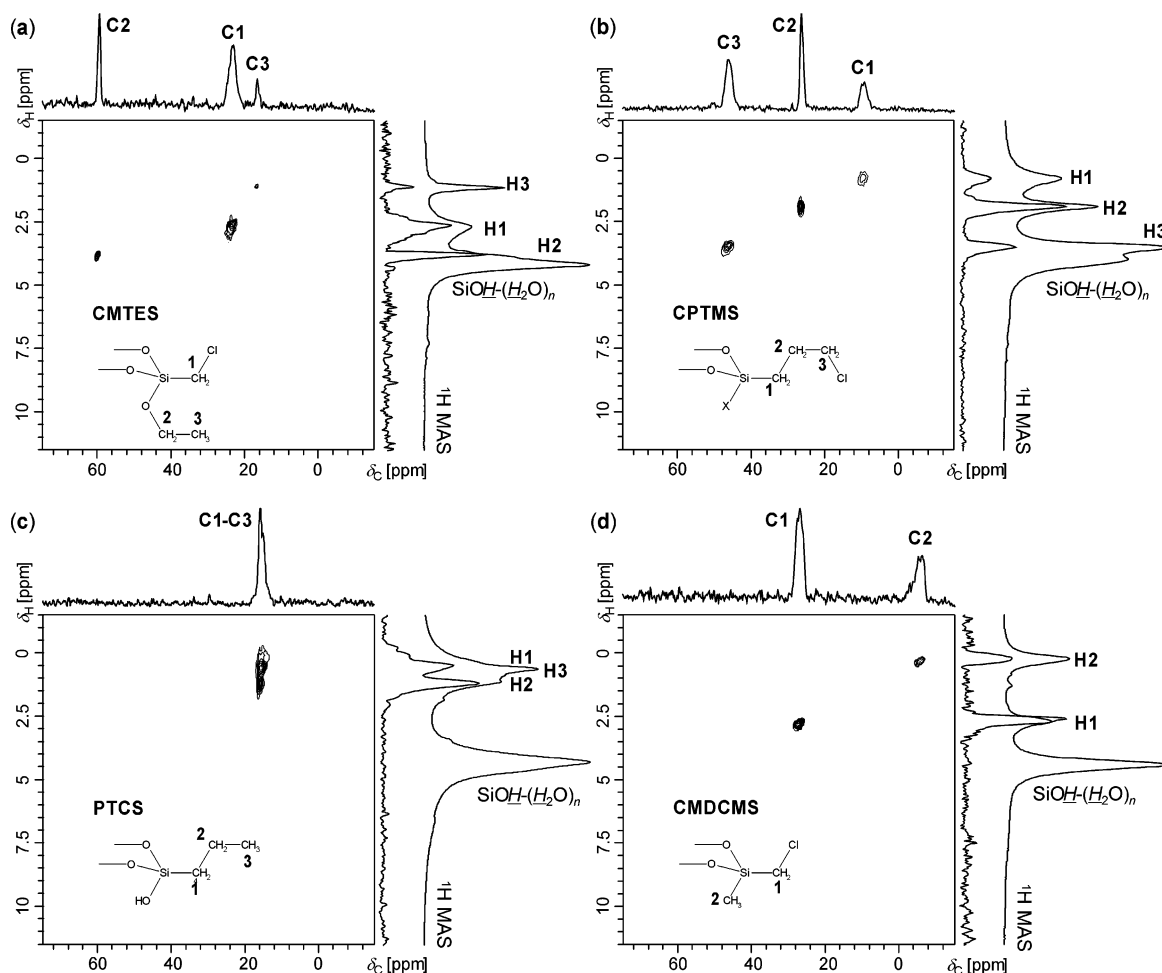 (a)
C2
C1
C3
δH [ppm]
0
2.5
5
7.5
10
H3
H1
H2
SiOH-(H2O)n
CMTES
O
O
Si
CH2
Cl
1
O
2
3
CH2
CH3
1H MAS
60
40
20
0
δC [ppm]
(b)
C3
C2
C1
δH [ppm]
0
2.5
5
7.5
10
H1
H2
H3
SiOH-(H2O)n
CPTMS
2
O
O
Si
CH2
CH2
CH2
3
Cl
1
X
1H MAS
60
40
20
0
δC [ppm]
(c)
C1-C3
δH [ppm]
0
2.5
5
7.5
10
H1
H3
H2
SiOH-(H2O)n
PTCS
2
O
O
Si
CH2
CH2
CH3
3
1
HO
1H MAS
60
40
20
0
δC [ppm]
(d)
C1
C2
δH [ppm]
0
2.5
5
7.5
10
H2
H1
SiOH-(H2O)n
CMDCMS
O
O
Si
CH2
Cl
1
2
CH3
1H MAS
60
40
20
0
δC [ppm]